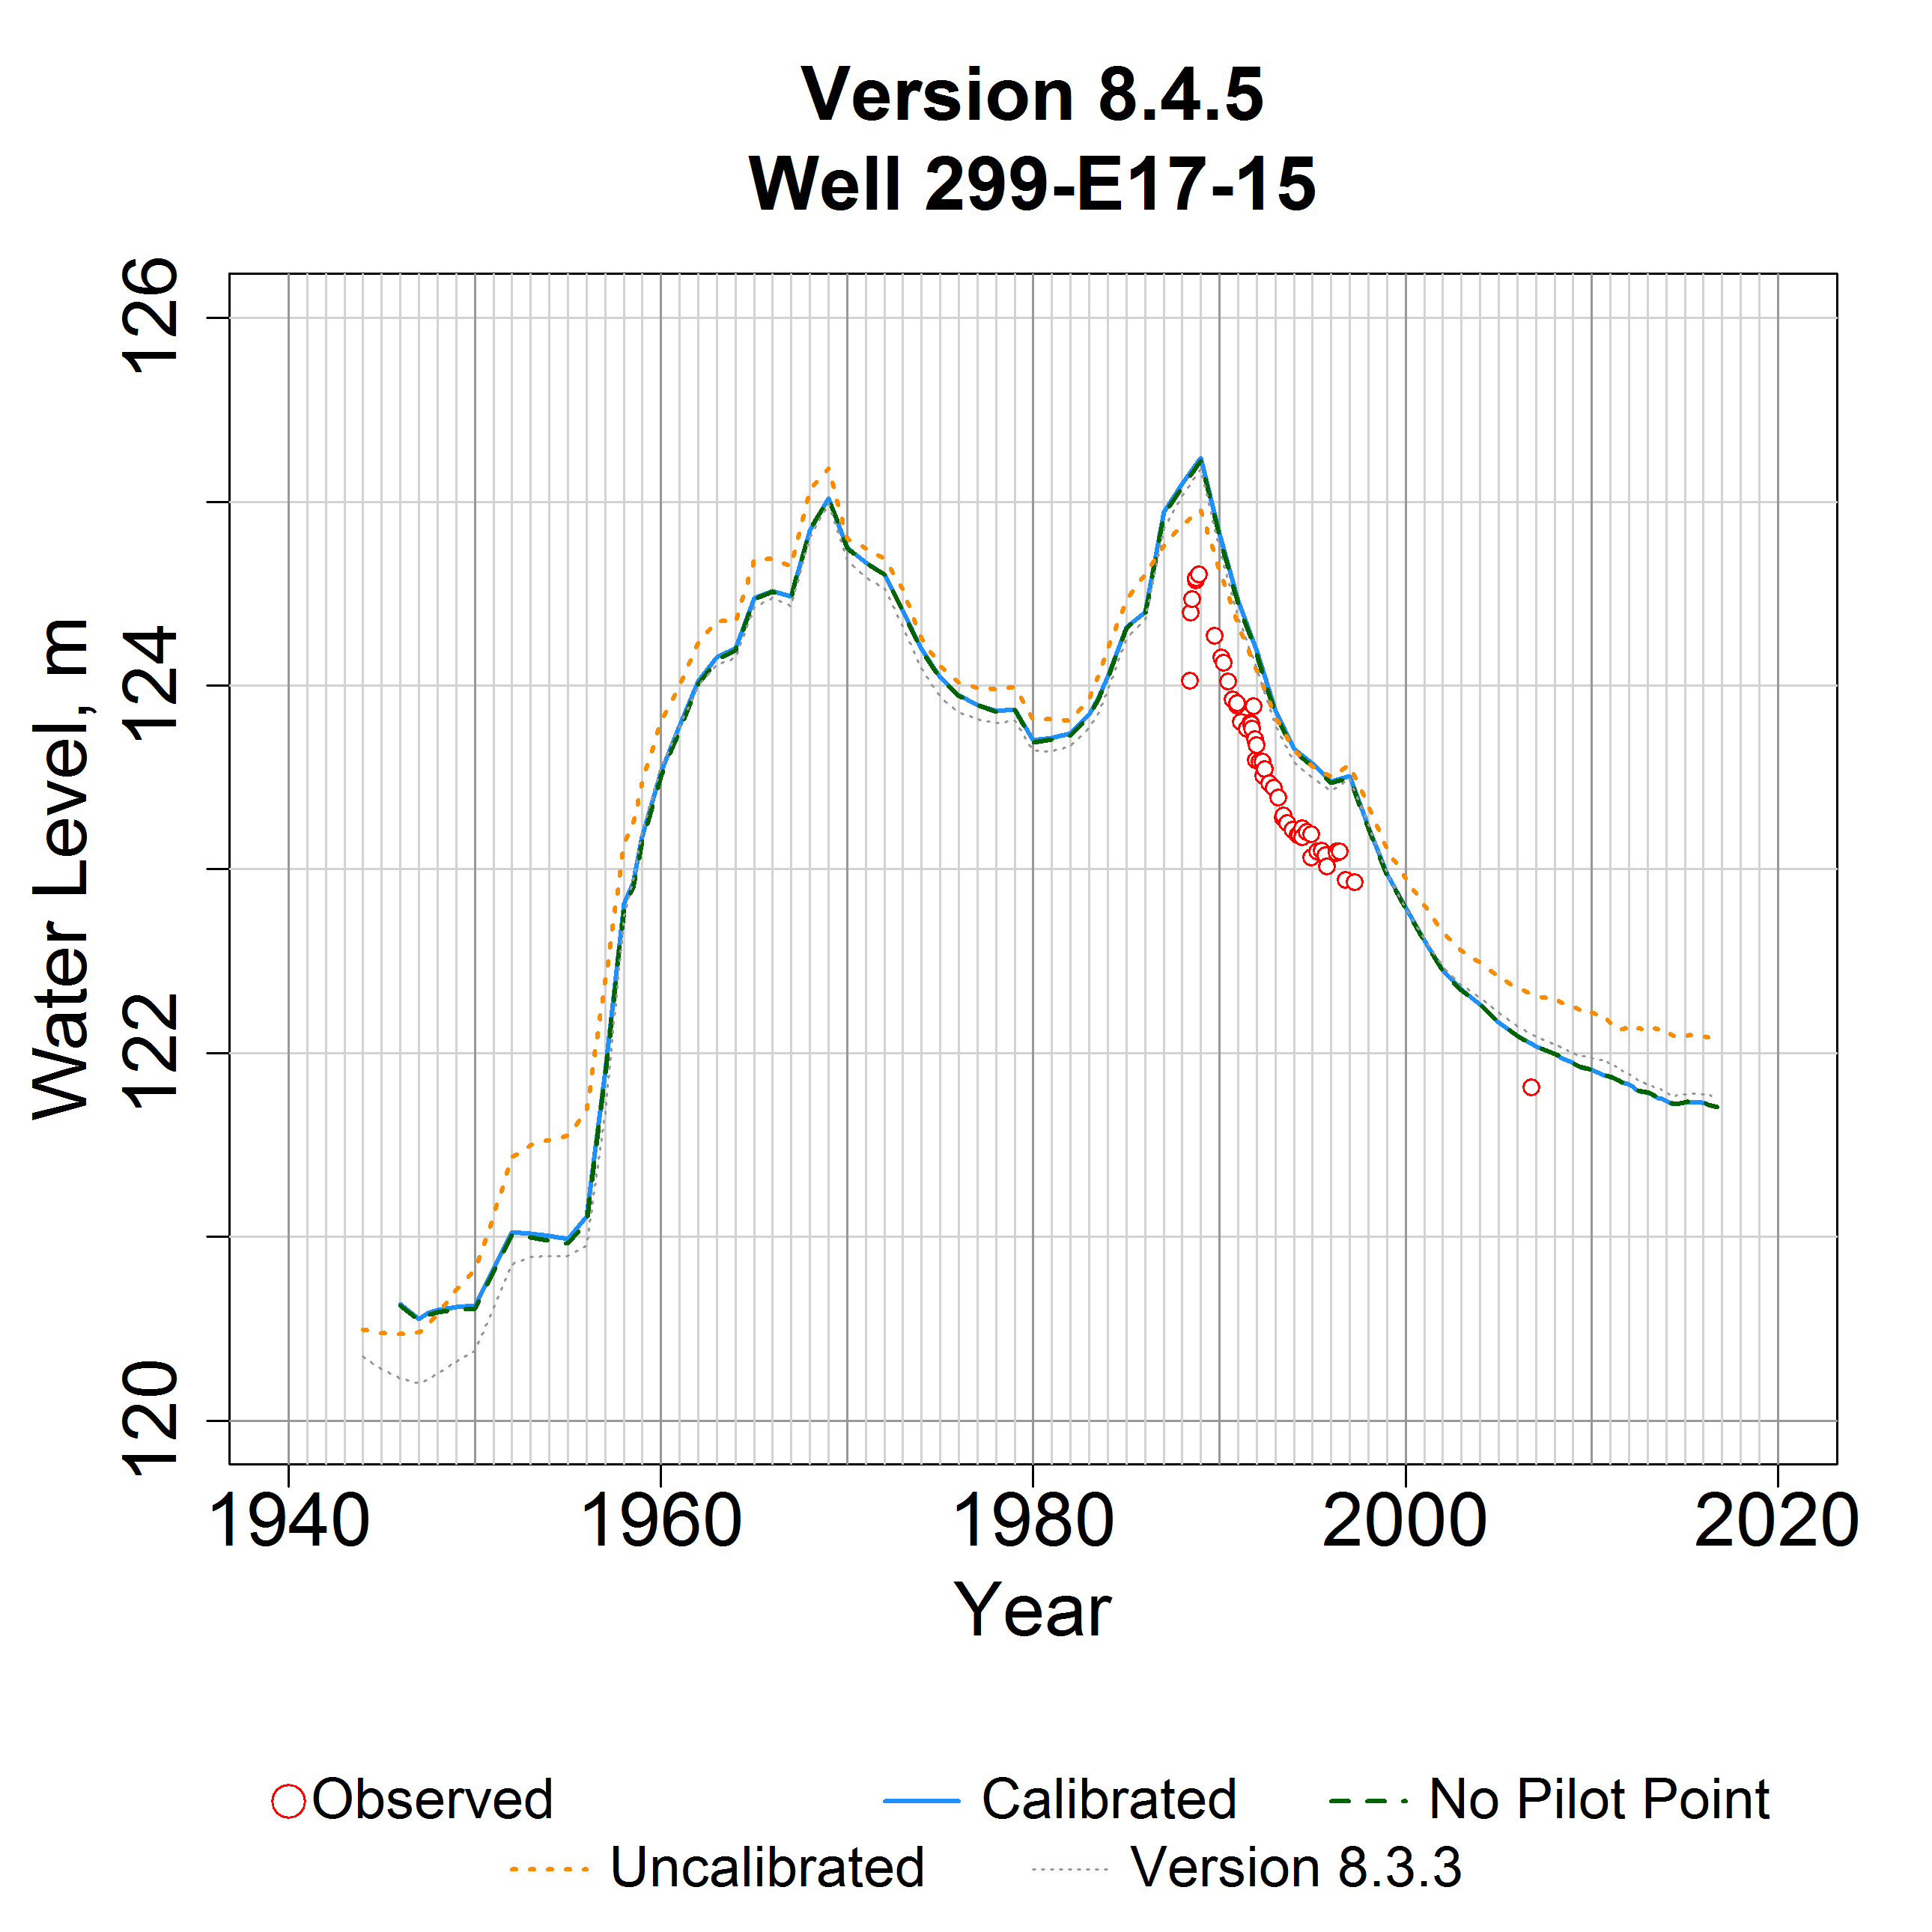 Version 8.4.5
Well 299-E17-15
126
124
122
120
Water Level, m
1940 1960 1980 2000 2020
Year
Observed Calibrated No Pilot Point
Uncalibrated Version 8.3.3